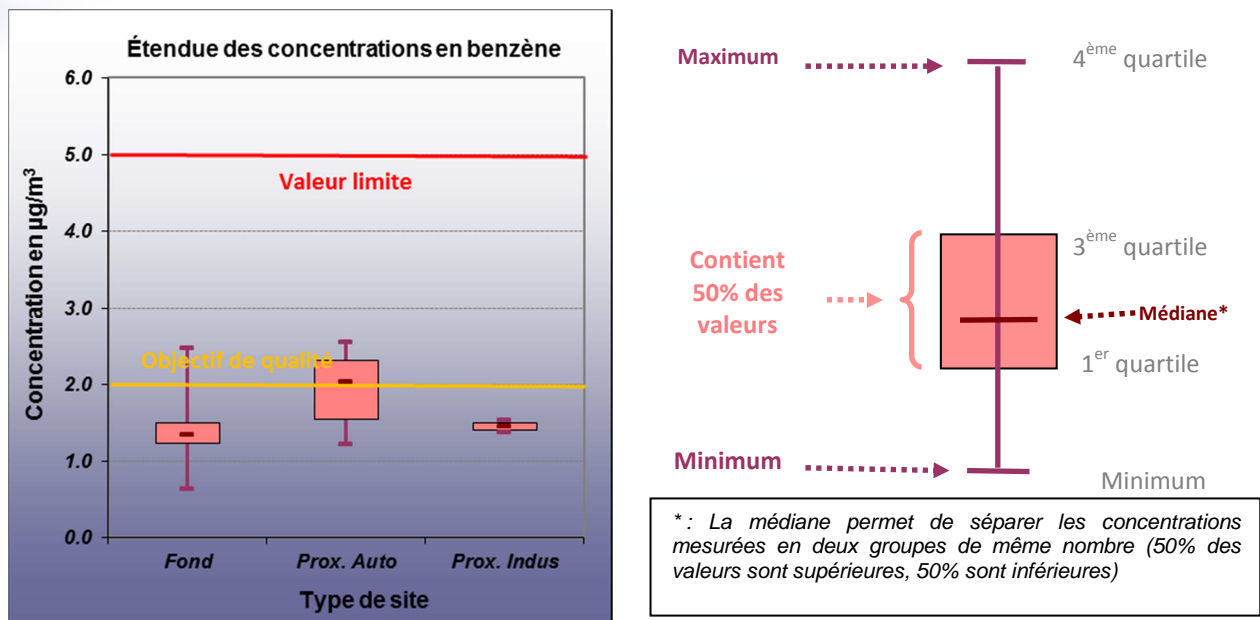 Étendue des concentrations en benzène
Concentration en µg/m³
6.0
5.0
4.0
3.0
2.0
1.0
0.0
Valeur limite
Objectif de qualité
Fond
Prox. Auto
Prox. Indus
Type de site
Maximum
4ème quartile
Contient
50% des
valeurs
3ème quartile
Médiane*
1er quartile
Minimum
Minimum
* : La médiane permet de séparer les concentrations
mesurées en deux groupes de même nombre (50% des
valeurs sont supérieures, 50% sont inférieures)